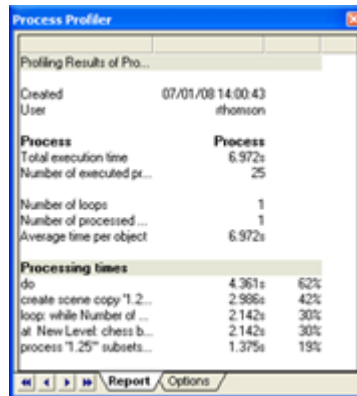 Process Profiler
Profiling Results of Pro...
Created 07/01/08 14:00:43
User rthomson
Process Process
Total execution time 6.972s
Number of executed pr... 25
Number of loops 1
Number of processed ... 1
Average time per object 6.972s
Processing times
do 4.361s 62%
create scene copy "1.2... 2.986s 42%
loop: while Number of ... 2.142s 30%
at New Level: chess b... 2.142s 30%
process "1.25"' subsets... 1.375s 19%
Report Options